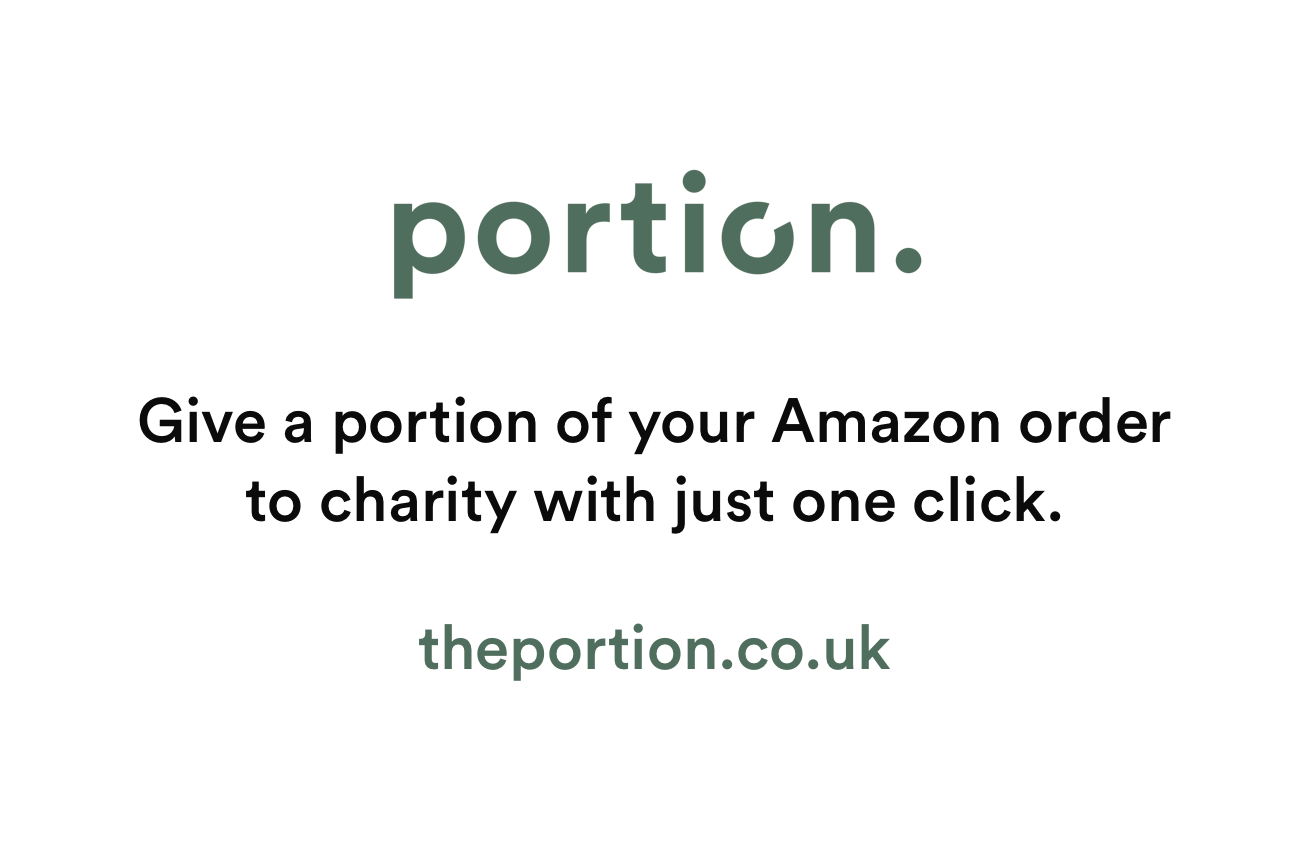 portion.
Give a portion of your Amazon order
to charity with just one click.
theportion.co.uk